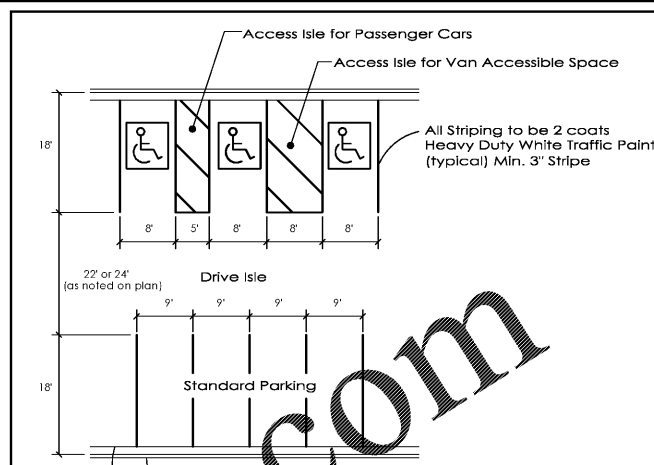 Access Isle for Passenger Cars
Access Isle for Van Accessible Space
18'
All Striping to be 2 coats
Heavy Duty White Traffic Paint
(typical) Min. 3" Stripe
8' 5' 8' 8' 8'
22' or 24'
(as noted on plan)
Drive Isle
9' 9' 9' 9'
18'
Standard Parking
.com